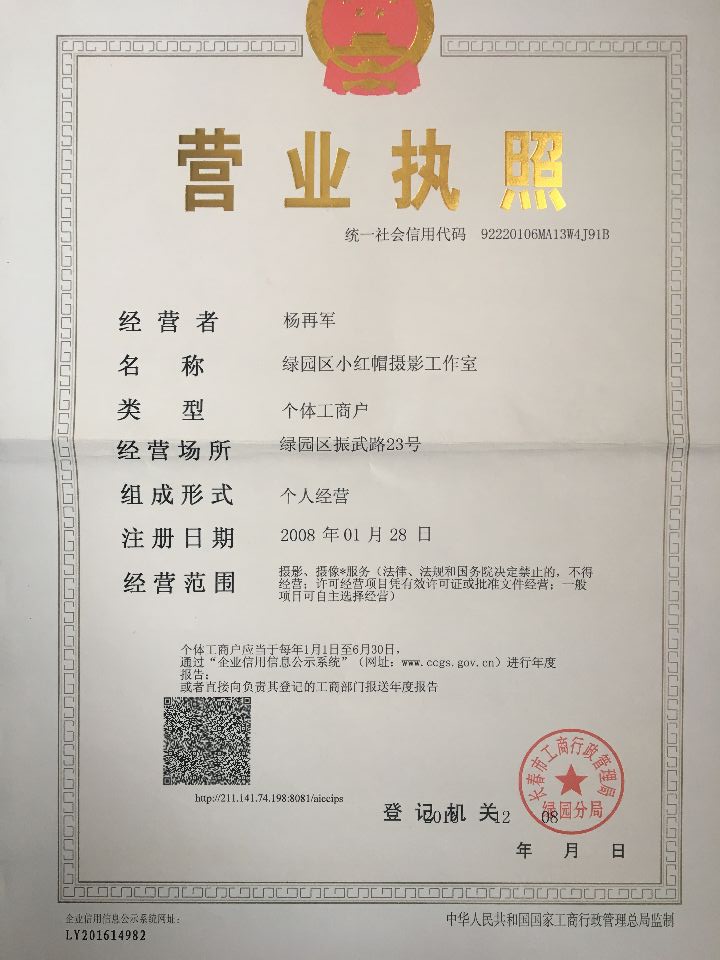 营业执照
统一社会信用代码 92220106MA13W4J91B
经营者 杨再军
名称 绿园区小红帽摄影工作室
类型 个体工商户
经营场所 绿园区振武路23号
组成形式 个人经营
注册日期 2008 年 01 月 28 日
经营范围 摄影、摄像*服务（法律、法规和国务院决定禁止的，不得
经营；许可经营项目凭有效许可证或批准文件经营；一般
项目可自主选择经营）
个体工商户应当于每年1月1日至6月30日，
通过“企业信用信息公示系统”（网址：www.ccgs.gov.cn）进行年度
报告；
或者直接向负责其登记的工商部门报送年度报告
http://211.141.74.198:8081/aiccips
长春市工商行政管理局
绿园分局
登记机关
2016 12 08
年 月 日
企业信用信息公示系统网址：
LY201614982
中华人民共和国国家工商行政管理总局监制